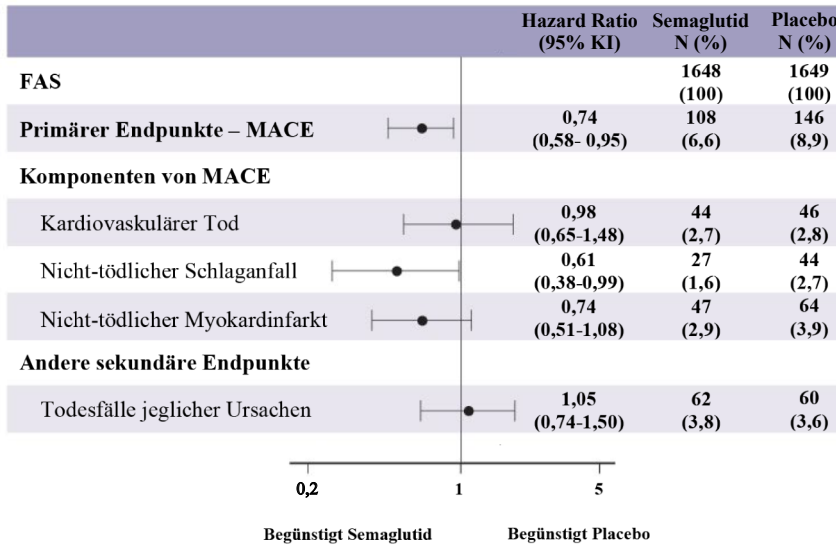 Hazard Ratio Semaglutid Placebo
(95% KI) N (%) N (%)
FAS 1648 1649
(100) (100)
Primärer Endpunkte – MACE 0,74 108 146
(0,58- 0,95) (6,6) (8,9)
Komponenten von MACE
Kardiovaskulärer Tod 0,98 44 46
(0,65-1,48) (2,7) (2,8)
Nicht-tödlicher Schlaganfall 0,61 27 44
(0,38-0,99) (1,6) (2,7)
Nicht-tödlicher Myokardinfarkt 0,74 47 64
(0,51-1,08) (2,9) (3,9)
Andere sekundäre Endpunkte
Todesfälle jeglicher Ursachen 1,05 62 60
(0,74-1,50) (3,8) (3,6)
0,2 1 5
Begünstigt Semaglutid Begünstigt Placebo